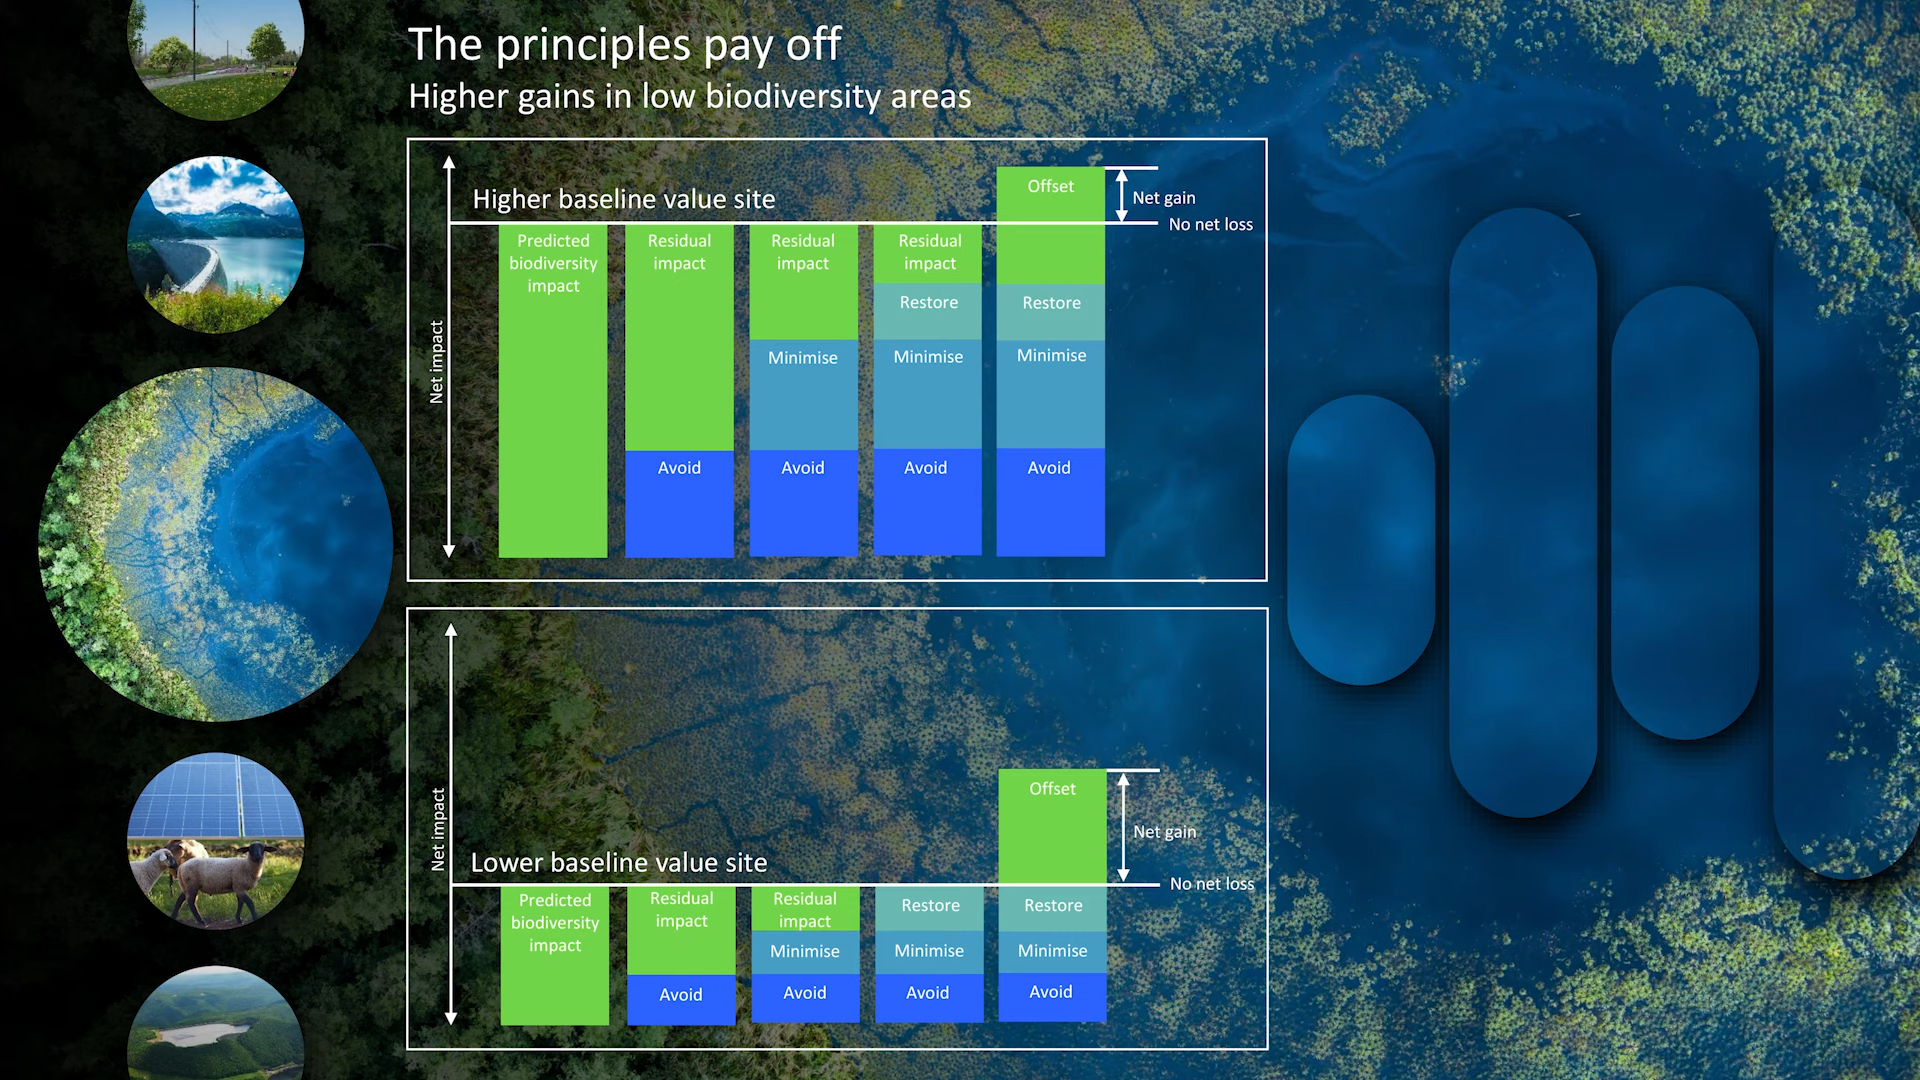 The principles pay off
Higher gains in low biodiversity areas
Higher baseline value site
Net impact
Predicted
biodiversity
impact
Residual
impact
Avoid
Residual
impact
Minimise
Avoid
Residual
impact
Restore
Minimise
Avoid
Offset
Restore
Minimise
Avoid
Net gain
No net loss
Lower baseline value site
Net impact
Predicted
biodiversity
impact
Residual
impact
Avoid
Residual
impact
Minimise
Avoid
Restore
Minimise
Avoid
Offset
Restore
Minimise
Avoid
Net gain
No net loss